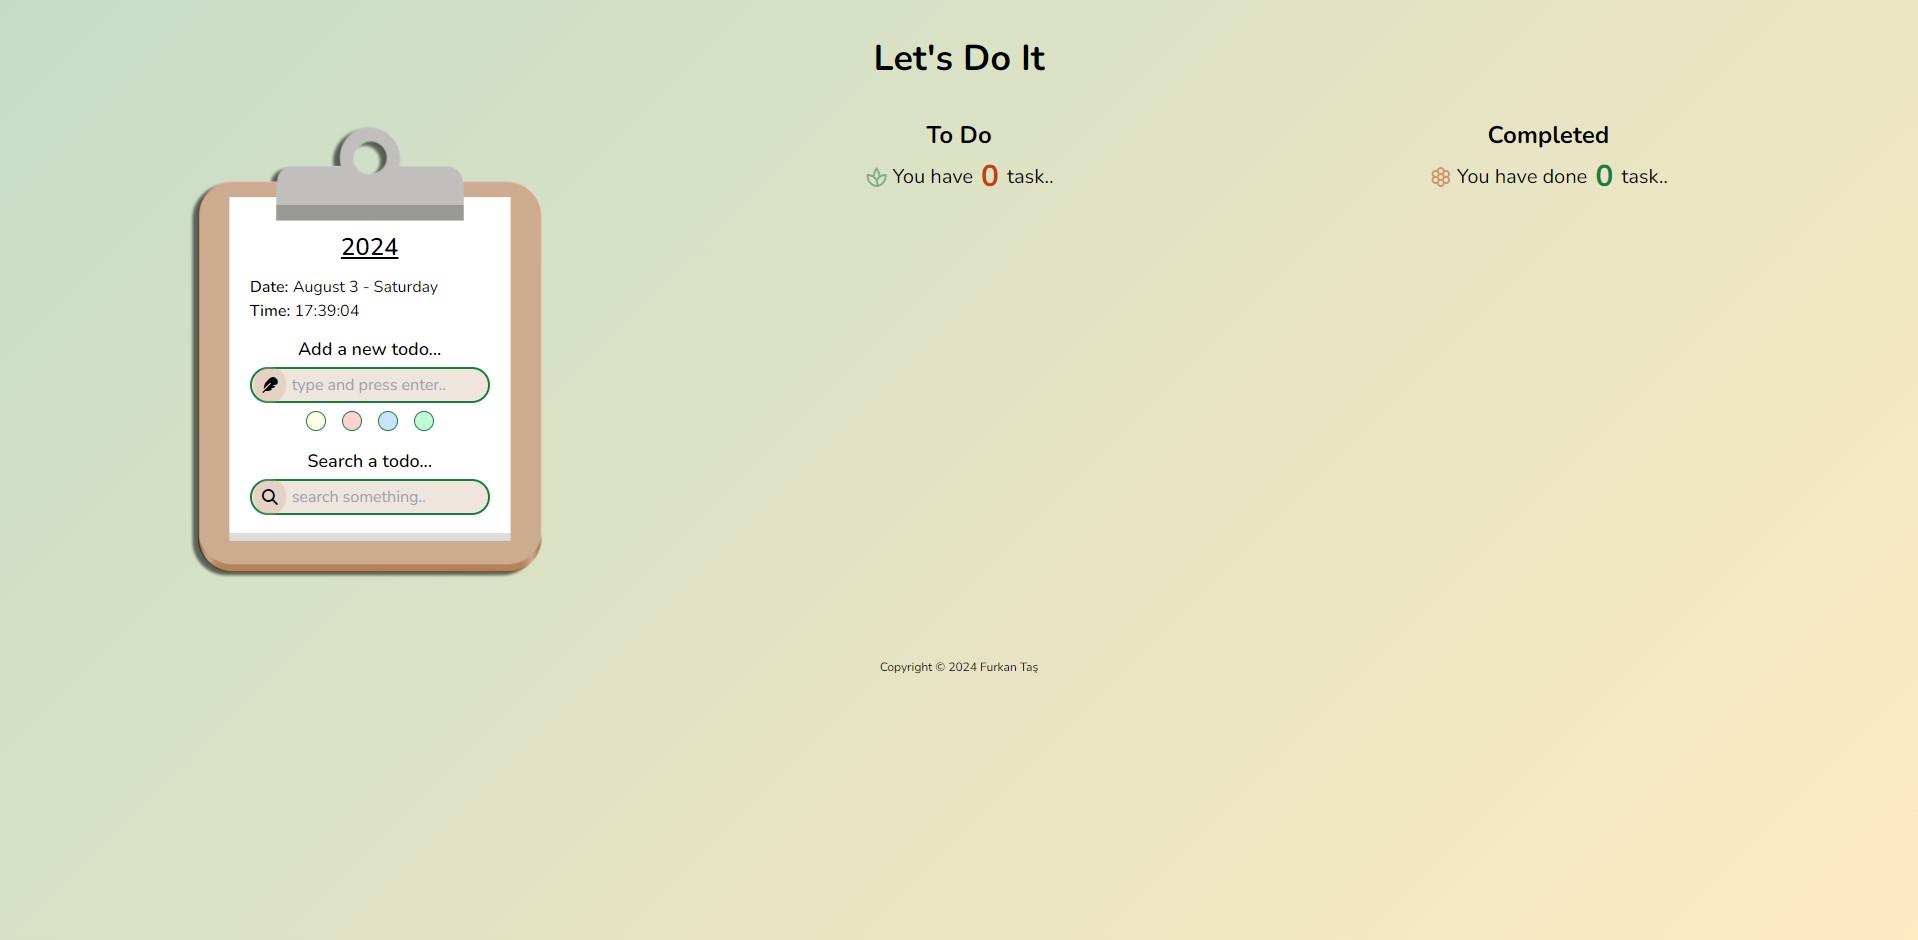 Let's Do It
2024
Date: August 3 - Saturday
Time: 17:39:04
Add a new todo...
type and press enter..
Search a todo...
search something..
To Do
You have 0 task..
Completed
You have done 0 task..
Copyright © 2024 Furkan Taş